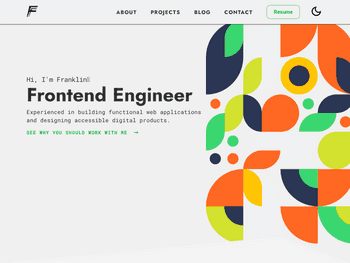 ABOUT PROJECTS BLOG CONTACT Resume
Hi, I'm Franklin
Frontend Engineer
Experienced in building functional web applications
and designing accessible digital products.
SEE WHY YOU SHOULD WORK WITH ME →